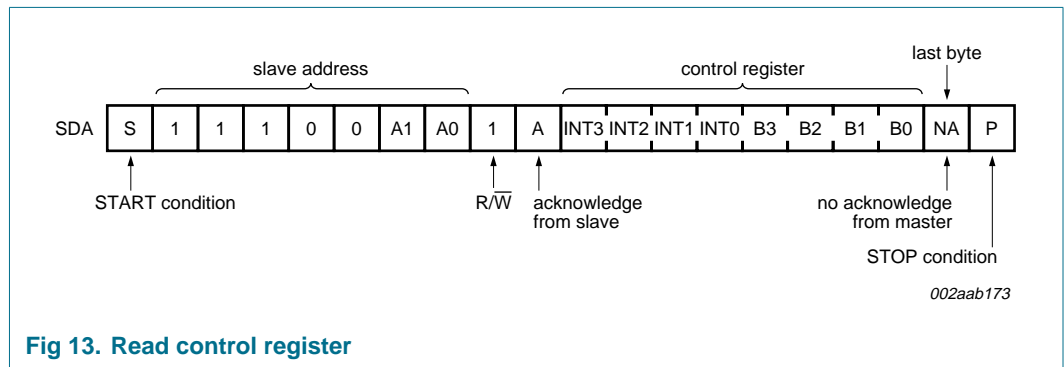 last byte
slave address
control register
SDA S 1 1 1 0 0 A1 A0 1 A INT3 INT2 INT1 INT0 B3 B2 B1 B0 NA P
START condition
R/W̅
acknowledge
from slave
no acknowledge
from master
STOP condition
002aab173
Fig 13. Read control register